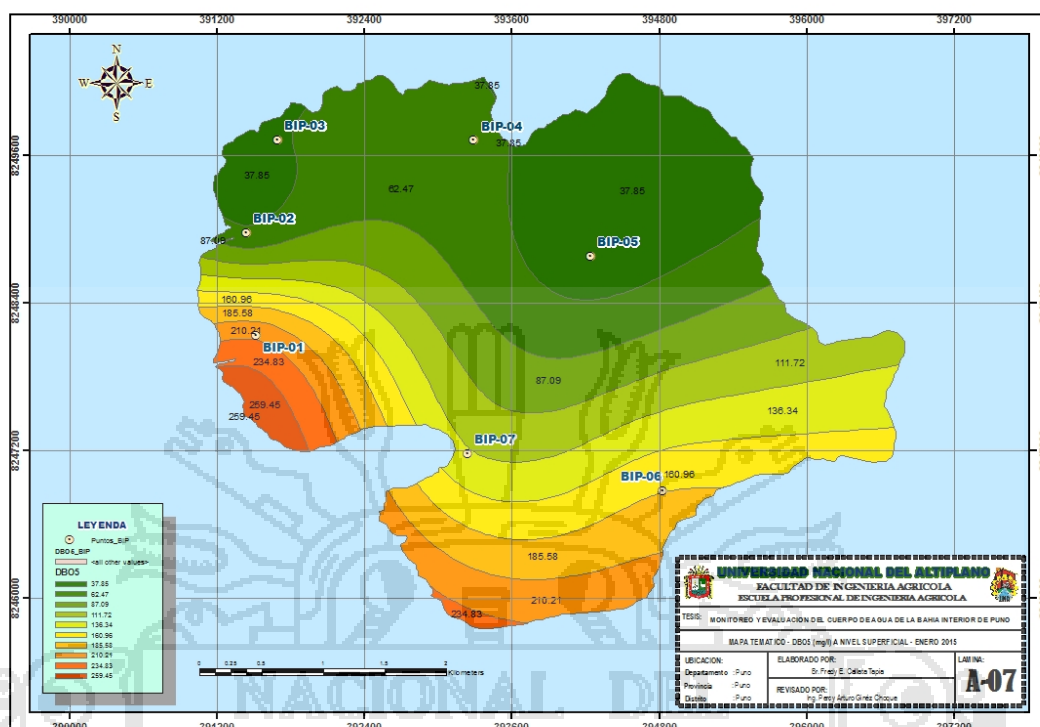 390000 391200 392400 393600 394800 396000 397200
N
W E
S
37.85
BIP-03
BIP-04
37.85
8249600
37.85
62.47
37.85
BIP-02
87.09
BIP-05
8248400
160.96
185.58
210.21
BIP-01
234.83
111.72
87.09
259.45
259.45
136.34
8247200
BIP-07
BIP-06
160.96
185.58
210.21
234.83
8246000
LEYENDA
Puntos_BIP
DBO5_BIP
<all other values>
DBO5
37.85
62.47
87.09
111.72
136.34
160.96
185.58
210.21
234.83
259.45
0 0.25 0.5 1 1.5 2
Kilometers
UNIVERSIDAD NACIONAL DEL ALTIPLANO
FACULTAD DE INGENIERIA AGRICOLA
ESCUELA PROFESIONAL DE INGENIERIA AGRICOLA
TESIS: MONITOREO Y EVALUACION DEL CUERPO DE AGUA DE LA BAHIA INTERIOR DE PUNO
MAPA TEMATICO - DBO5 (mg/l) A NIVEL SUPERFICIAL - ENERO 2015
UBICACION:
Departamento : Puno
Provincia : Puno
Distrito : Puno
ELABORADO POR:
REVISADO POR:
LAMINA:
A-07
NACIONAL DE
390000 391200 392400 393600 394800 396000 397200